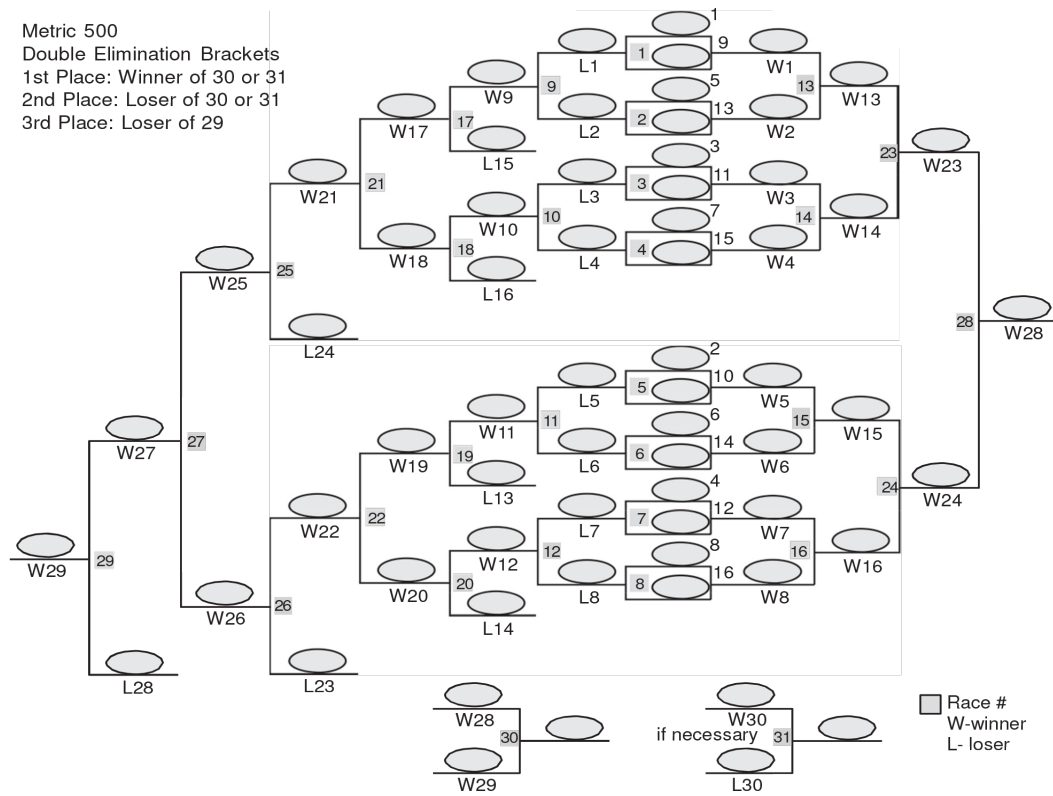 Metric 500
Double Elimination Brackets
1st Place: Winner of 30 or 31
2nd Place: Loser of 30 or 31
3rd Place: Loser of 29
1
9
1
L1
W1
5
13
2
L2
W2
9
W9
13
W13
3
11
3
L3
W3
7
15
4
L4
W4
10
W10
14
W14
17
W17
L15
18
W18
L16
21
W21
23
W23
25
W25
L24
28
W28
2
10
5
L5
W5
6
14
6
L6
W6
11
W11
15
W15
4
12
7
L7
W7
8
16
8
L8
W8
12
W12
16
W16
19
W19
L13
20
W20
L14
22
W22
24
W24
26
W26
L23
27
W27
29
W29
L28
W28
30
W29
W30
if necessary
31
L30
Race #
W-winner
L- loser